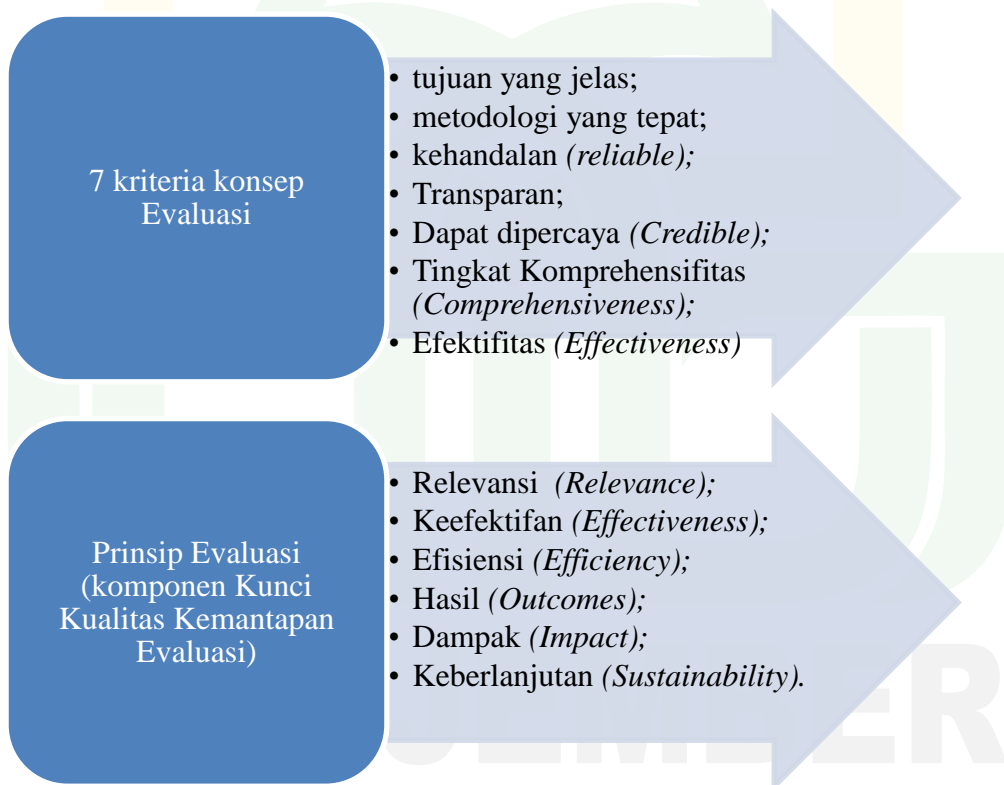 7 kriteria konsep
Evaluasi
• tujuan yang jelas;
• metodologi yang tepat;
• kehandalan (reliable);
• Transparan;
• Dapat dipercaya (Credible);
• Tingkat Komprehensifitas
(Comprehensiveness);
• Efektifitas (Effectiveness)
Prinsip Evaluasi
(komponen Kunci
Kualitas Kemantapan
Evaluasi)
• Relevansi (Relevance);
• Keefektifan (Effectiveness);
• Efisiensi (Efficiency);
• Hasil (Outcomes);
• Dampak (Impact);
• Keberlanjutan (Sustainability).
JEMBER